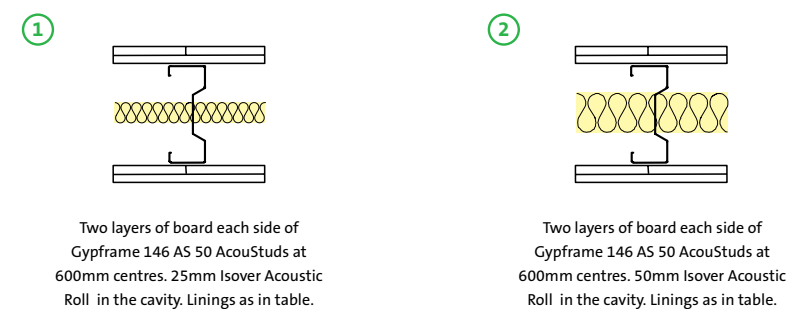 1
Two layers of board each side of
Gypframe 146 AS 50 AcouStuds at
600mm centres. 25mm Isover Acoustic
Roll in the cavity. Linings as in table.
2
Two layers of board each side of
Gypframe 146 AS 50 AcouStuds at
600mm centres. 50mm Isover Acoustic
Roll in the cavity. Linings as in table.